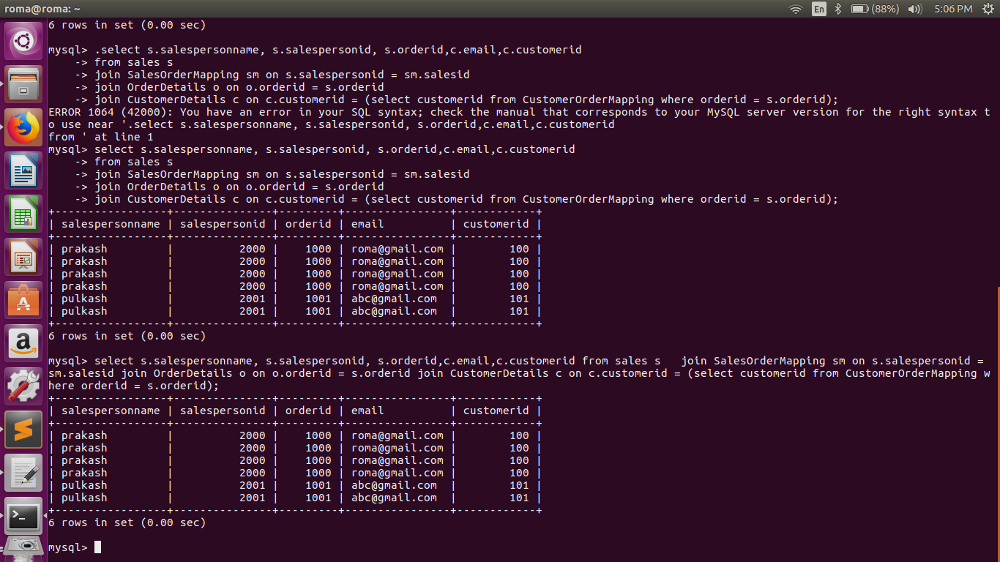 roma@roma: ~
En
(88%)
5:06 PM
6 rows in set (0.00 sec)
mysql> .select s.salespersonname, s.salespersonid, s.orderid,c.email,c.customerid
    -> from sales s
    -> join SalesOrderMapping sm on s.salespersonid = sm.salesid
    -> join OrderDetails o on o.orderid = s.orderid
    -> join CustomerDetails c on c.customerid = (select customerid from CustomerOrderMapping where orderid = s.orderid);
ERROR 1064 (42000): You have an error in your SQL syntax; check the manual that corresponds to your MySQL server version for the right syntax t
o use near '.select s.salespersonname, s.salespersonid, s.orderid,c.email,c.customerid
from ' at line 1
mysql> select s.salespersonname, s.salespersonid, s.orderid,c.email,c.customerid
    -> from sales s
    -> join SalesOrderMapping sm on s.salespersonid = sm.salesid
    -> join OrderDetails o on o.orderid = s.orderid
    -> join CustomerDetails c on c.customerid = (select customerid from CustomerOrderMapping where orderid = s.orderid);
+-----------------+---------------+---------+----------------+------------+
| salespersonname | salespersonid | orderid | email          | customerid |
+-----------------+---------------+---------+----------------+------------+
| prakash         |          2000 |    1000 | roma@gmail.com |        100 |
| prakash         |          2000 |    1000 | roma@gmail.com |        100 |
| prakash         |          2000 |    1000 | roma@gmail.com |        100 |
| prakash         |          2000 |    1000 | roma@gmail.com |        100 |
| pulkash         |          2001 |    1001 | abc@gmail.com  |        101 |
| pulkash         |          2001 |    1001 | abc@gmail.com  |        101 |
+-----------------+---------------+---------+----------------+------------+
6 rows in set (0.00 sec)
mysql> select s.salespersonname, s.salespersonid, s.orderid,c.email,c.customerid from sales s   join SalesOrderMapping sm on s.salespersonid =
sm.salesid join OrderDetails o on o.orderid = s.orderid join CustomerDetails c on c.customerid = (select customerid from CustomerOrderMapping w
here orderid = s.orderid);
+-----------------+---------------+---------+----------------+------------+
| salespersonname | salespersonid | orderid | email          | customerid |
+-----------------+---------------+---------+----------------+------------+
| prakash         |          2000 |    1000 | roma@gmail.com |        100 |
| prakash         |          2000 |    1000 | roma@gmail.com |        100 |
| prakash         |          2000 |    1000 | roma@gmail.com |        100 |
| prakash         |          2000 |    1000 | roma@gmail.com |        100 |
| pulkash         |          2001 |    1001 | abc@gmail.com  |        101 |
| pulkash         |          2001 |    1001 | abc@gmail.com  |        101 |
+-----------------+---------------+---------+----------------+------------+
6 rows in set (0.00 sec)
mysql>